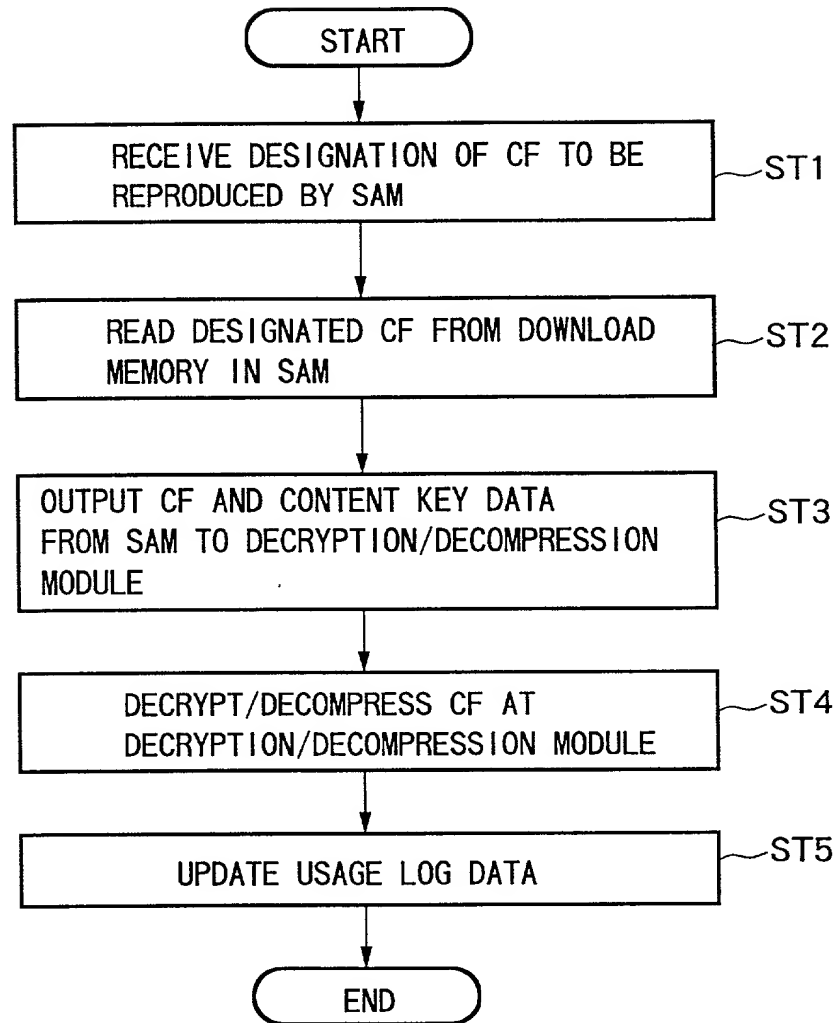 START
RECEIVE DESIGNATION OF CF TO BE
REPRODUCED BY SAM
ST1
READ DESIGNATED CF FROM DOWNLOAD
MEMORY IN SAM
ST2
OUTPUT CF AND CONTENT KEY DATA
FROM SAM TO DECRYPTION/DECOMPRESSION
MODULE
ST3
DECRYPT/DECOMPRESS CF AT
DECRYPTION/DECOMPRESSION MODULE
ST4
UPDATE USAGE LOG DATA
ST5
END